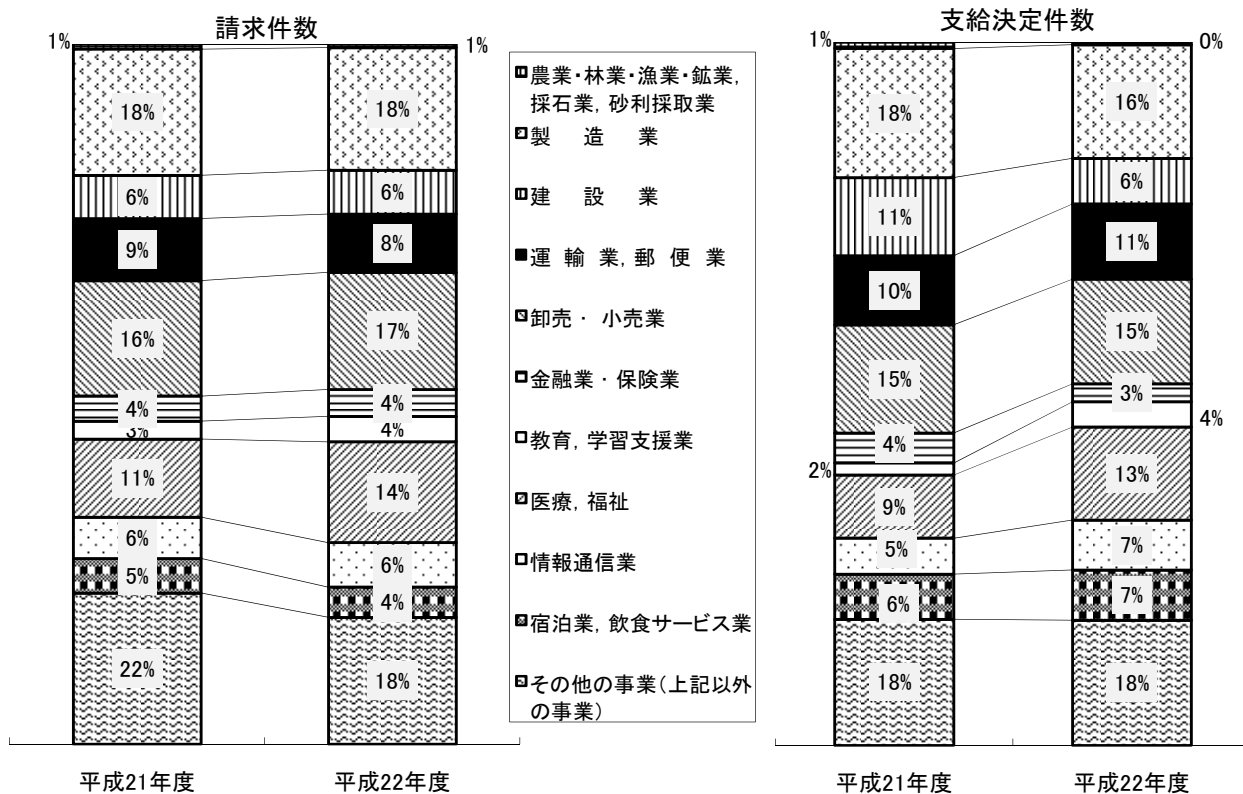 請求件数
1%
18%
6%
9%
16%
4%
3%
11%
6%
5%
22%
平成21年度
1%
18%
6%
8%
17%
4%
4%
14%
6%
4%
18%
平成22年度
農業・林業・漁業・鉱業，
採石業，砂利採取業
製　造　業
建　設　業
運 輸 業，郵 便 業
卸売 ・ 小売業
金融業 ・ 保険業
教育，学習支援業
医療，福祉
情報通信業
宿泊業，飲食サービス業
その他の事業（上記以外
の事業）
支給決定件数
1%
18%
11%
10%
15%
4%
2%
9%
5%
6%
18%
平成21年度
0%
16%
6%
11%
15%
3%
4%
13%
7%
7%
18%
平成22年度